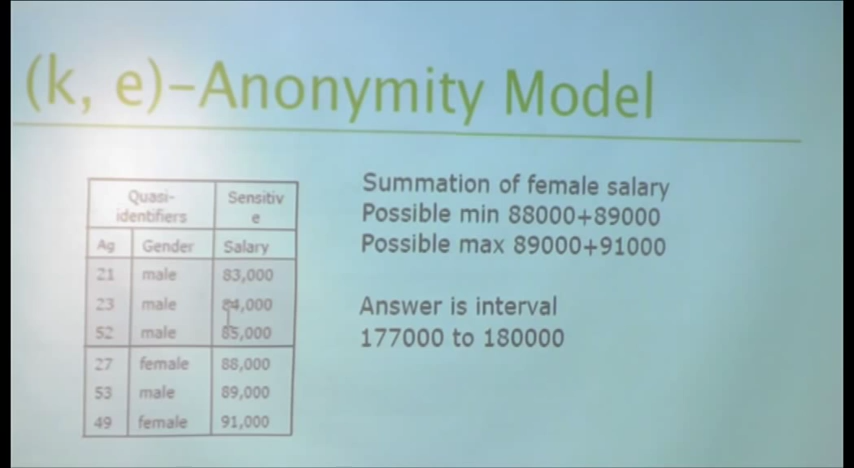 (k, e)-Anonymity Model
Quasi-
identifiers
Sensitiv
e
Ag Gender Salary
21 male 83,000
23 male 84,000
52 male 85,000
27 female 88,000
53 male 89,000
49 female 91,000
Summation of female salary
Possible min 88000+89000
Possible max 89000+91000
Answer is interval
177000 to 180000